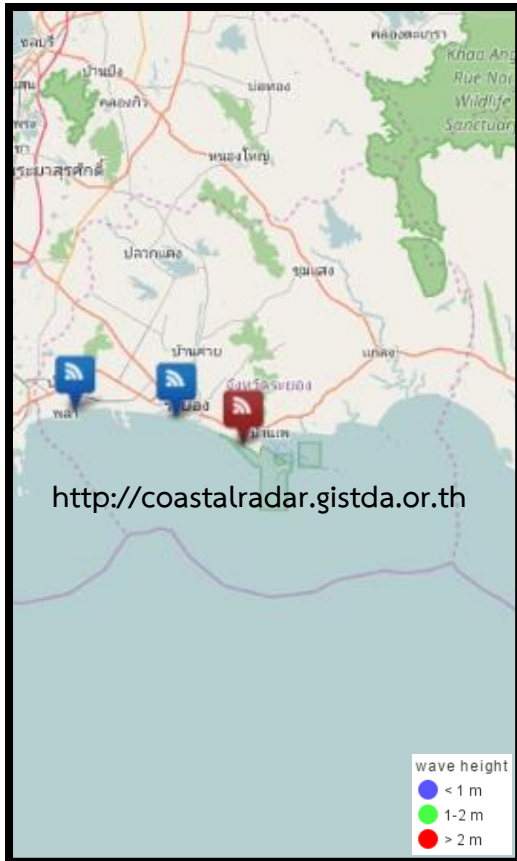 ชลบุรี
คลองตะเกรา
บ้านบึง
Khao Ang
Rue Nai
Wildlife
Sanctuar
บ่อทอง
คลองกิ่ว
หนองใหญ่
ระยาสุรศักดิ์
ปลวกแดง
ชุมแสง
บ้านค่าย
แกลง
จังหวัดระยอง
พลา
บ้านเพ
http://coastalradar.gistda.or.th
wave height
< 1 m
1-2 m
> 2 m